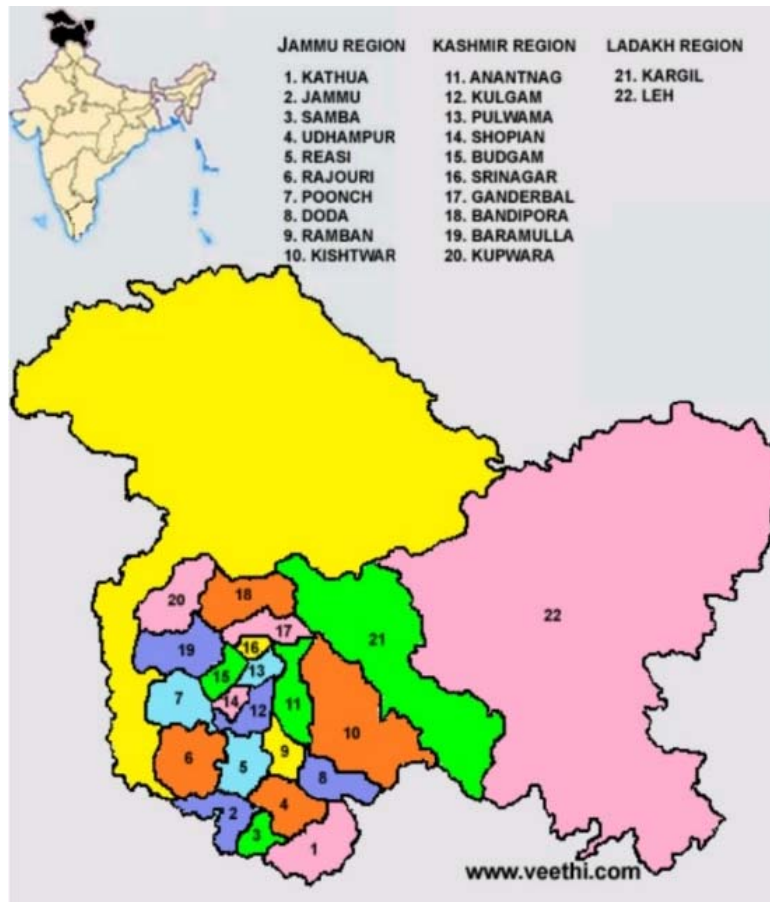 JAMMU REGION
1. KATHUA
2. JAMMU
3. SAMBA
4. UDHAMPUR
5. REASI
6. RAJOURI
7. POONCH
8. DODA
9. RAMBAN
10. KISHTWAR
KASHMIR REGION
11. ANANTNAG
12. KULGAM
13. PULWAMA
14. SHOPIAN
15. BUDGAM
16. SRINAGAR
17. GANDERBAL
18. BANDIPORA
19. BARAMULLA
20. KUPWARA
LADAKH REGION
21. KARGIL
22. LEH
20
18
17
22
21
19
16
13
15
7
14
12
11
10
6
5
9
8
2
4
3
1
www.veethi.com